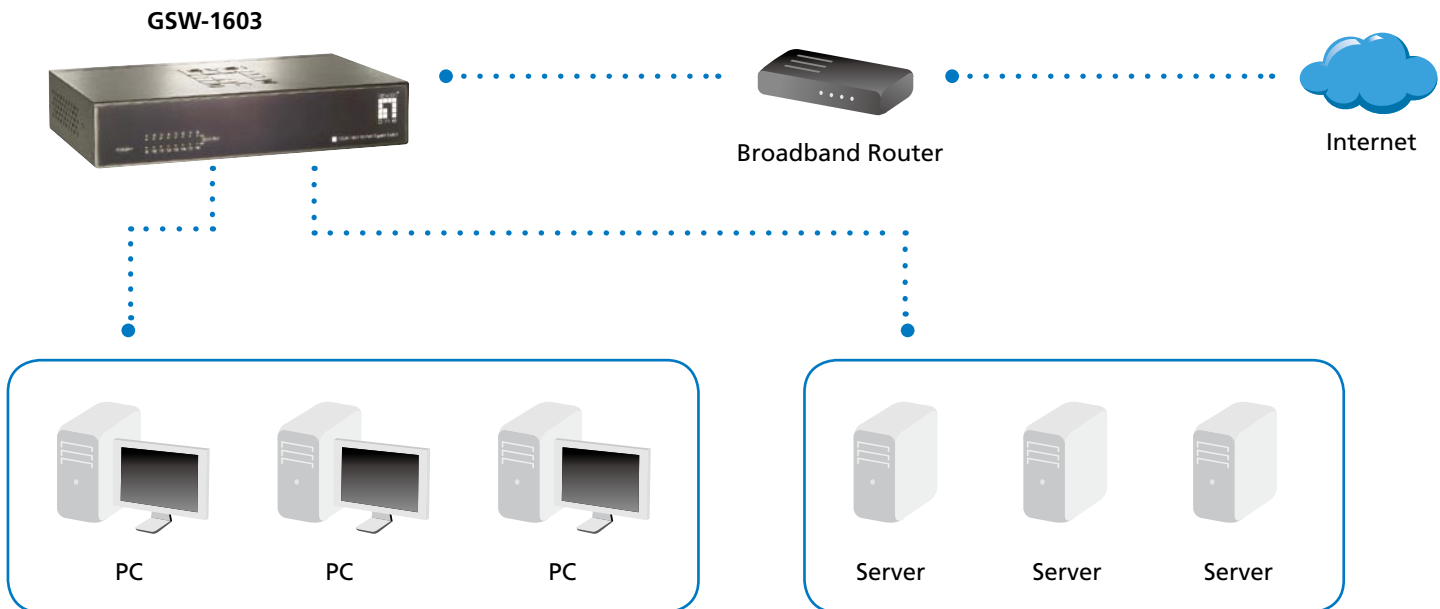 GSW-1603
Broadband Router
Internet
PC
PC
PC
Server
Server
Server